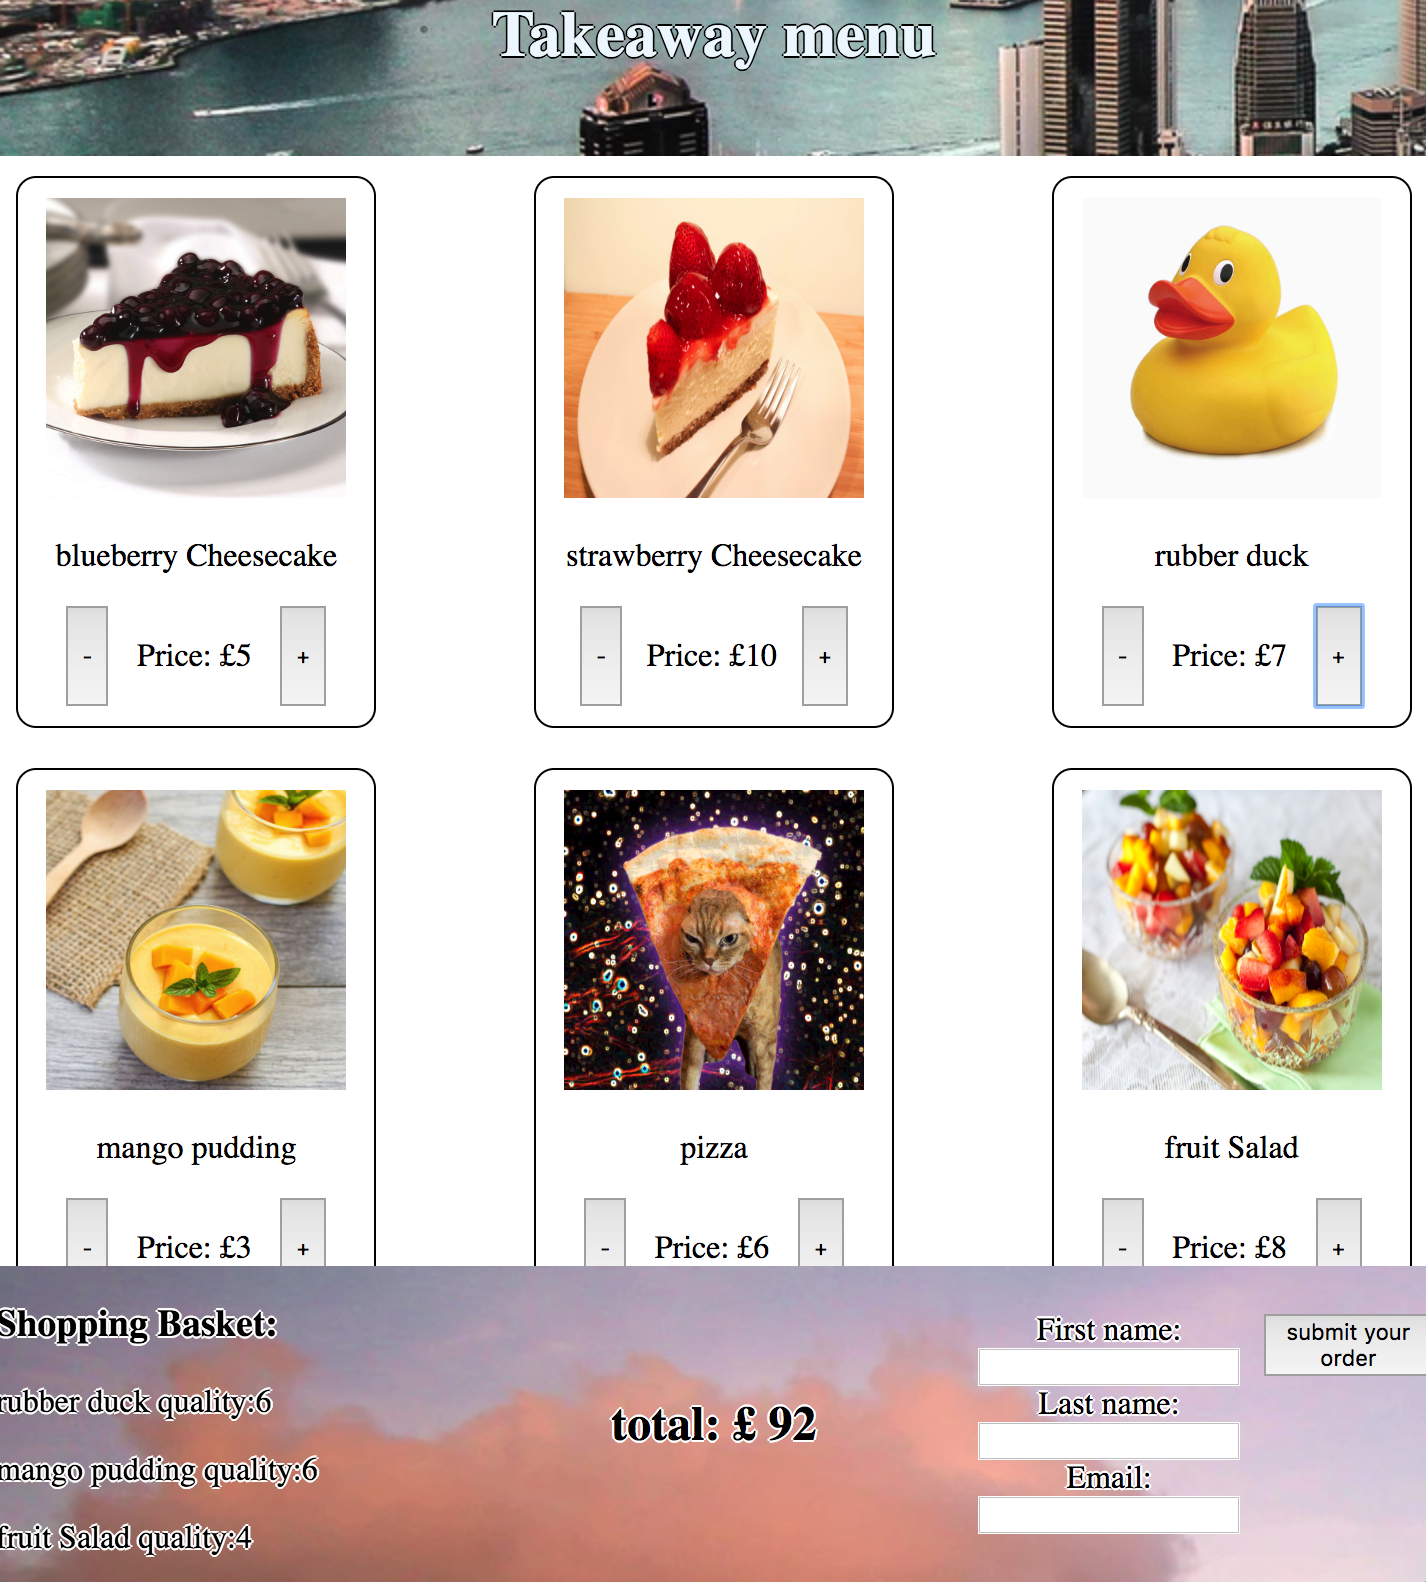 Takeaway menu
blueberry Cheesecake
- Price: £5 +
strawberry Cheesecake
- Price: £10 +
rubber duck
- Price: £7 +
mango pudding
- Price: £3 +
pizza
- Price: £6 +
fruit Salad
- Price: £8 +
Shopping Basket:
rubber duck quality:6
mango pudding quality:6
fruit Salad quality:4
total: £ 92
First name:
Last name:
Email:
submit your
order